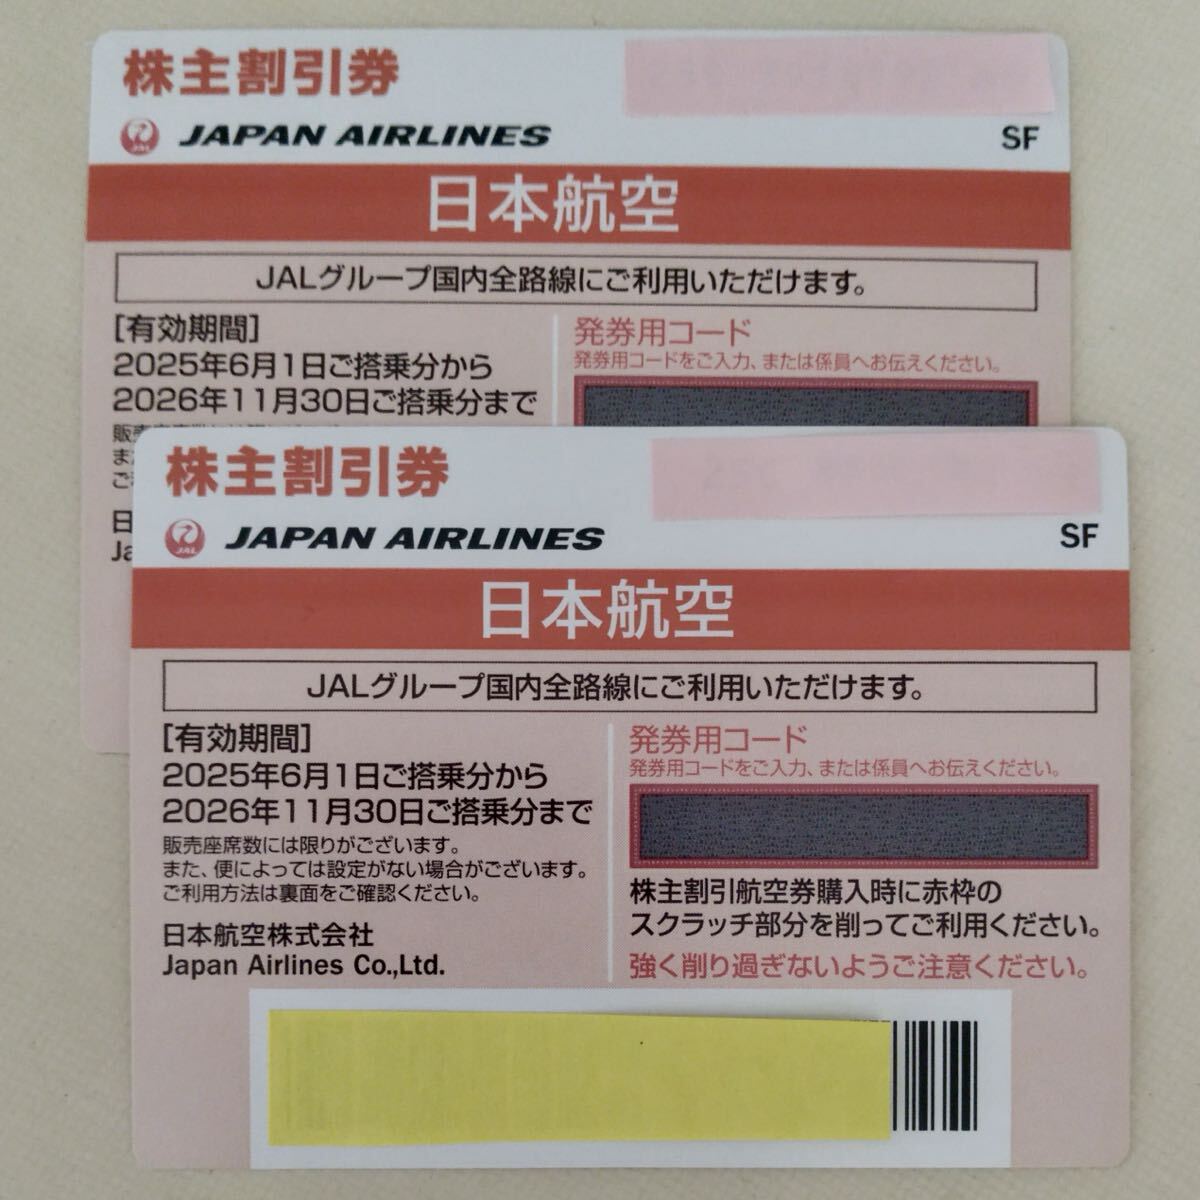 株主割引券
JAL JAPAN AIRLINES
SF
日本航空
JALグループ国内全路線にご利用いただけます。
[有効期間]
2025年6月1日ご搭乗分から
2026年11月30日ご搭乗分まで
発券用コード
発券用コードをご入力、または係員へお伝えください。
ま
ご
日
Ja
株主割引券
JAL JAPAN AIRLINES
SF
日本航空
JALグループ国内全路線にご利用いただけます。
[有効期間]
2025年6月1日ご搭乗分から
2026年11月30日ご搭乗分まで
販売座席数には限りがございます。
また、便によっては設定がない場合がございます。
ご利用方法は裏面をご確認ください。
日本航空株式会社
Japan Airlines Co.,Ltd.
発券用コード
発券用コードをご入力、または係員へお伝えください。
株主割引航空券購入時に赤枠の
スクラッチ部分を削ってご利用ください。
強く削り過ぎないようご注意ください。